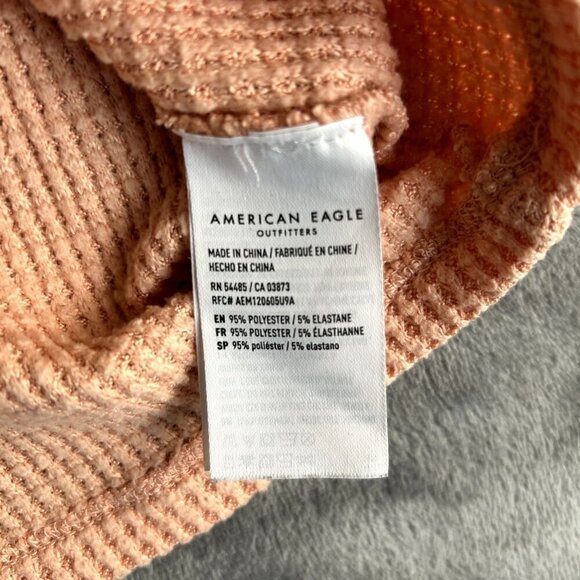 AMERICAN EAGLE
OUTFITTERS
MADE IN CHINA / FABRIQUÉ EN CHINE /
HECHO EN CHINA
RN 54485 / CA 03873
RFC# AEM120605U9A
EN 95% POLYESTER / 5% ELASTANE
FR 95% POLYESTER / 5% ÉLASTHANNE
SP 95% poliéster / 5% elastano